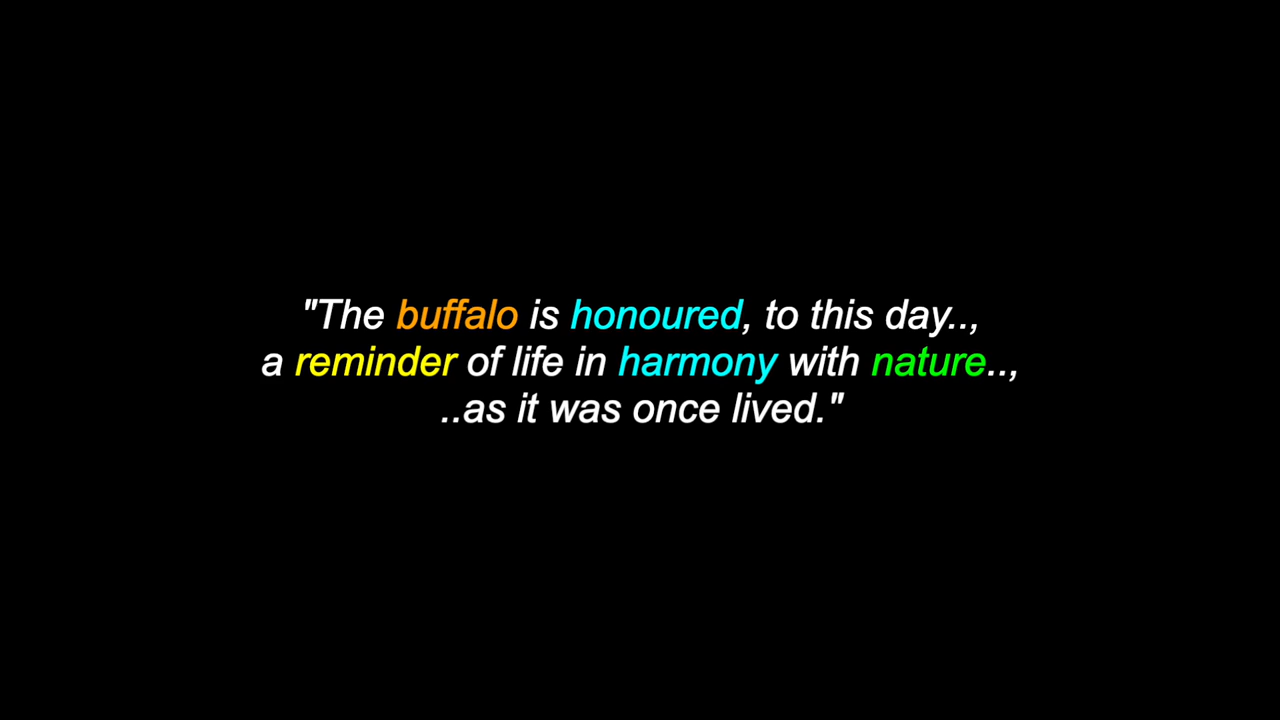 "The buffalo is honoured, to this day..,
a reminder of life in harmony with nature..,
..as it was once lived."